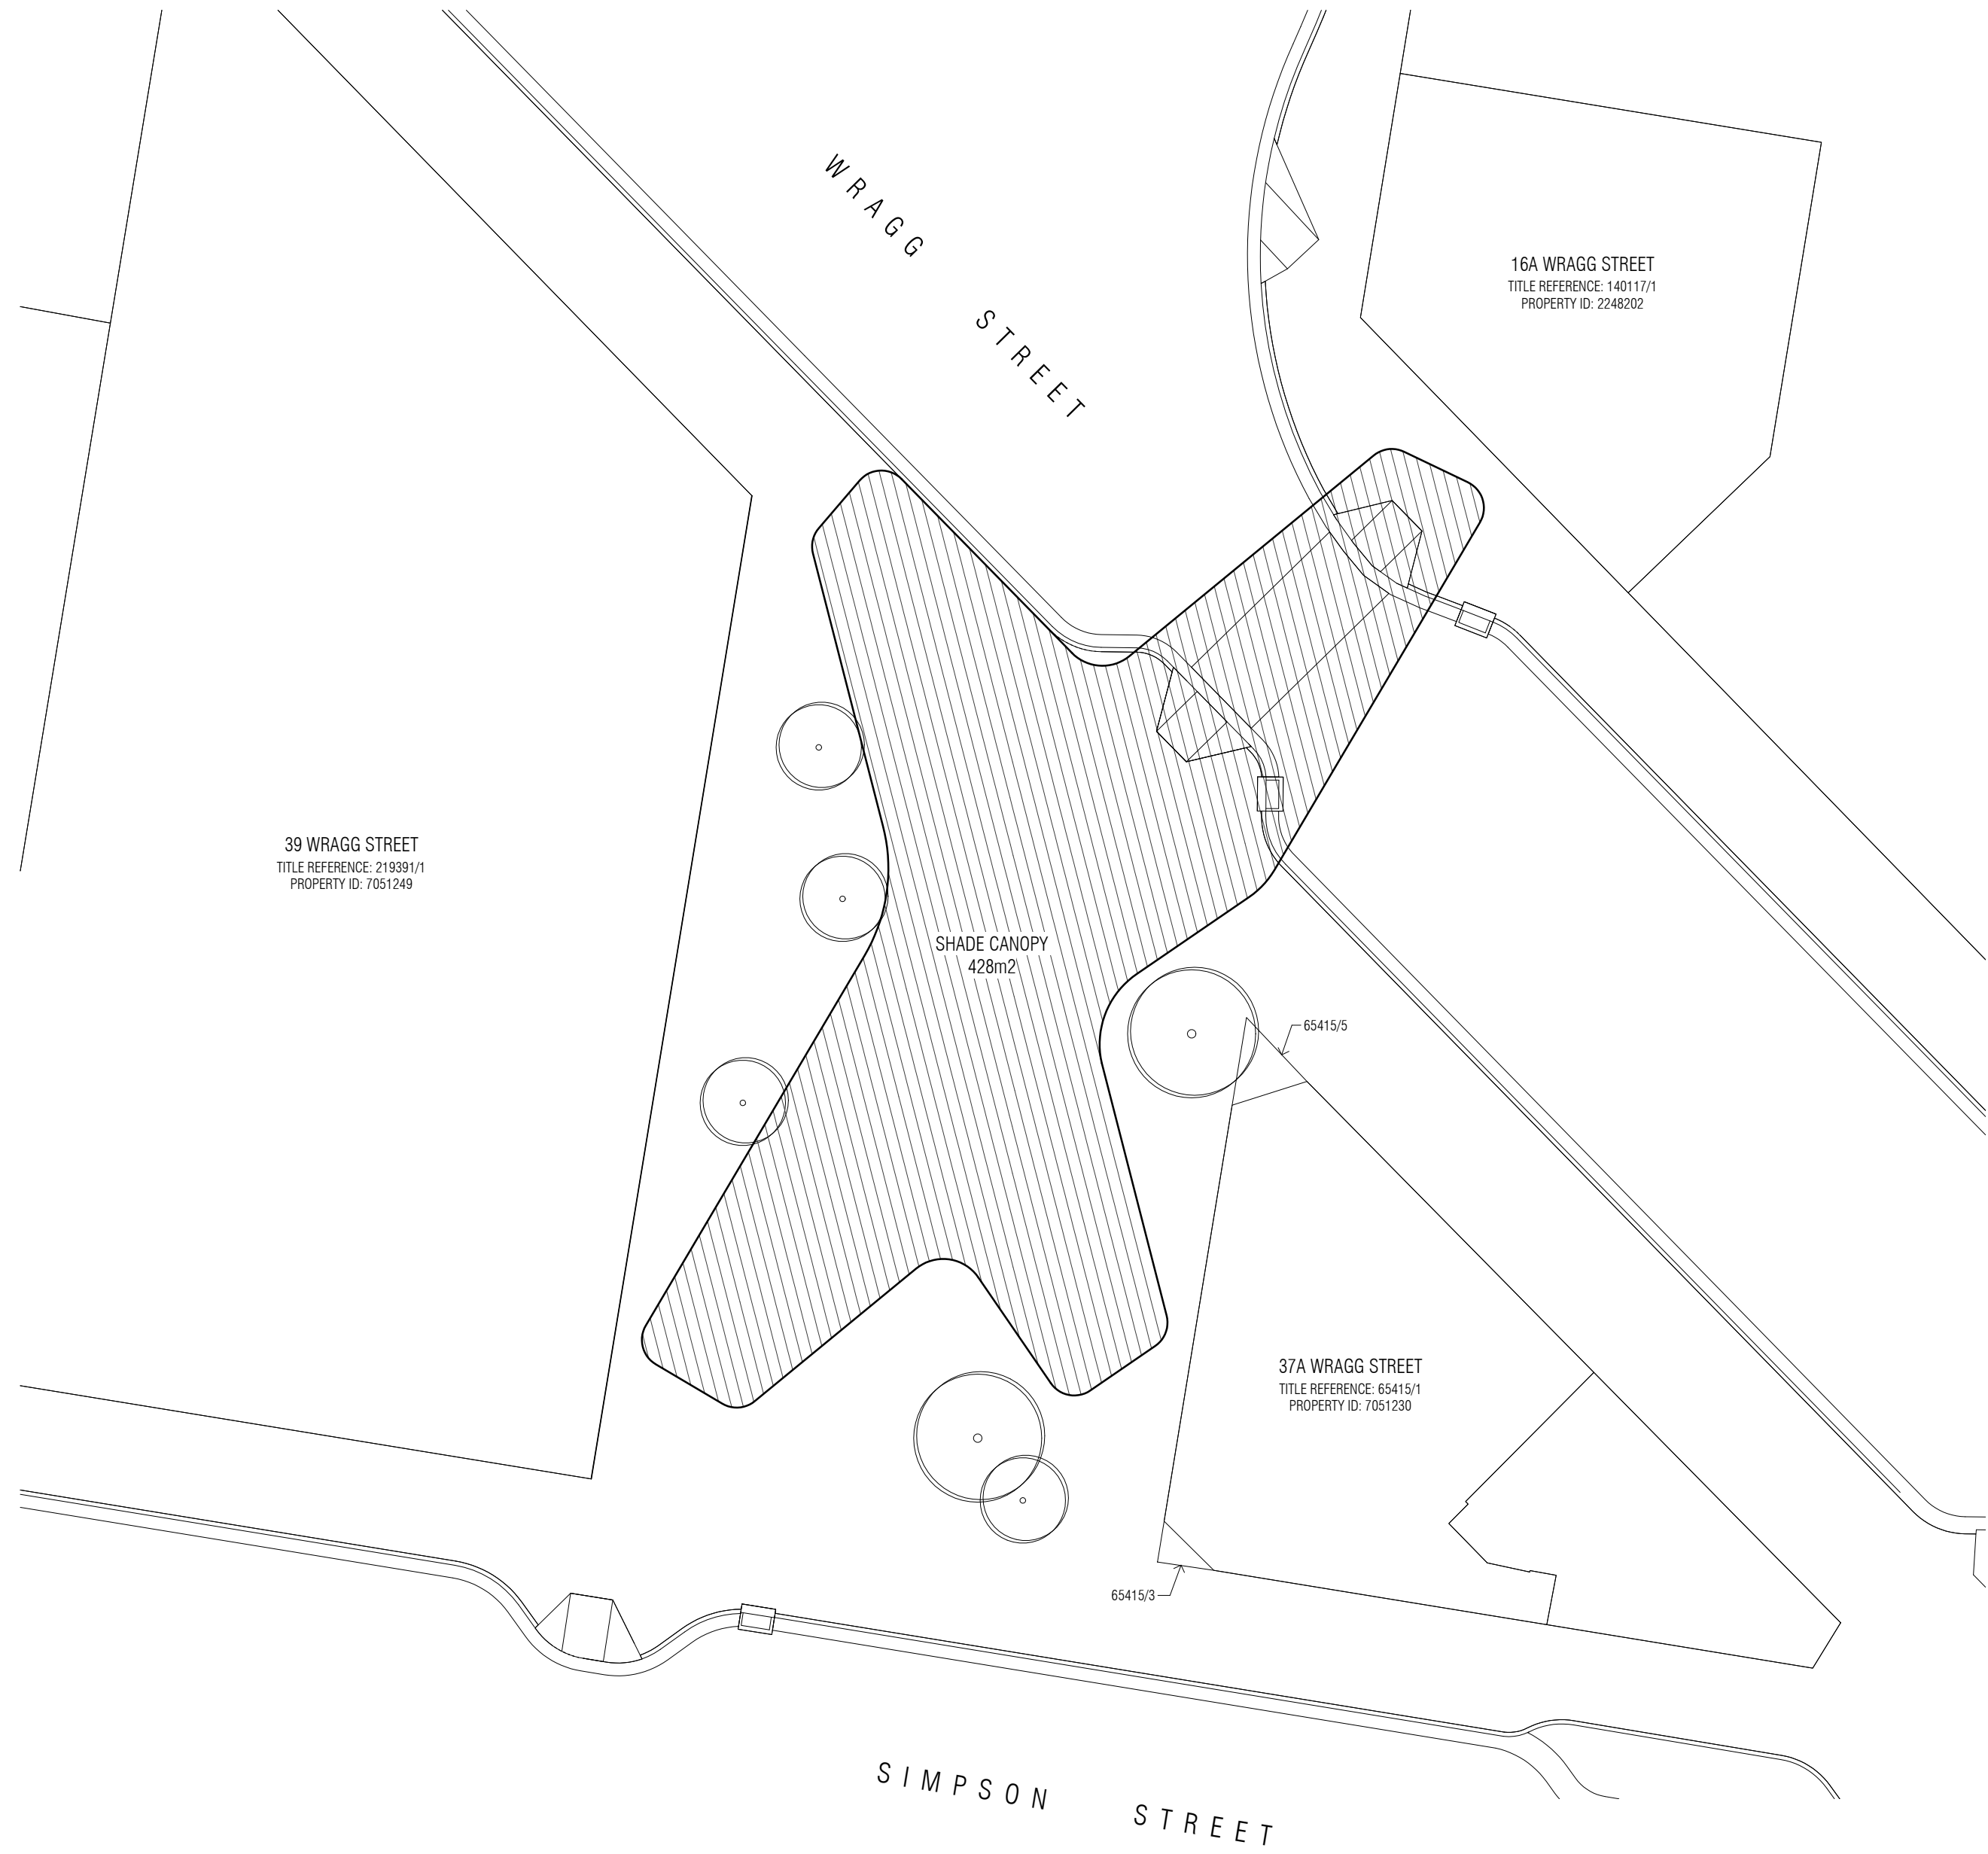 WRAGG STREET
16A WRAGG STREET
TITLE REFERENCE: 140117/1
PROPERTY ID: 2248202
39 WRAGG STREET
TITLE REFERENCE: 219391/1
PROPERTY ID: 7051249
SHADE CANOPY
428m2
65415/5
37A WRAGG STREET
TITLE REFERENCE: 65415/1
PROPERTY ID: 7051230
65415/3
SIMPSON STREET